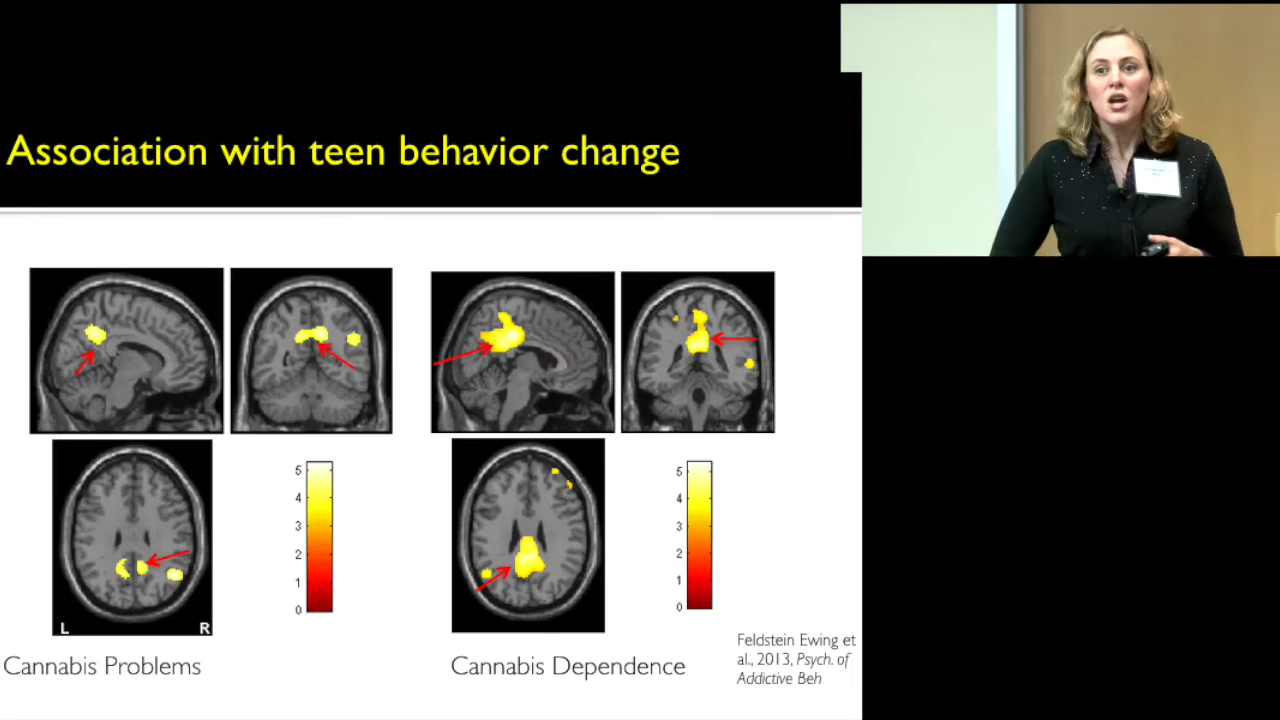 Association with teen behavior change
5
4
3
2
1
0
L R
5
4
3
2
1
0
Cannabis Problems
Cannabis Dependence
Feldstein Ewing et
al., 2013, Psych. of
Addictive Beh